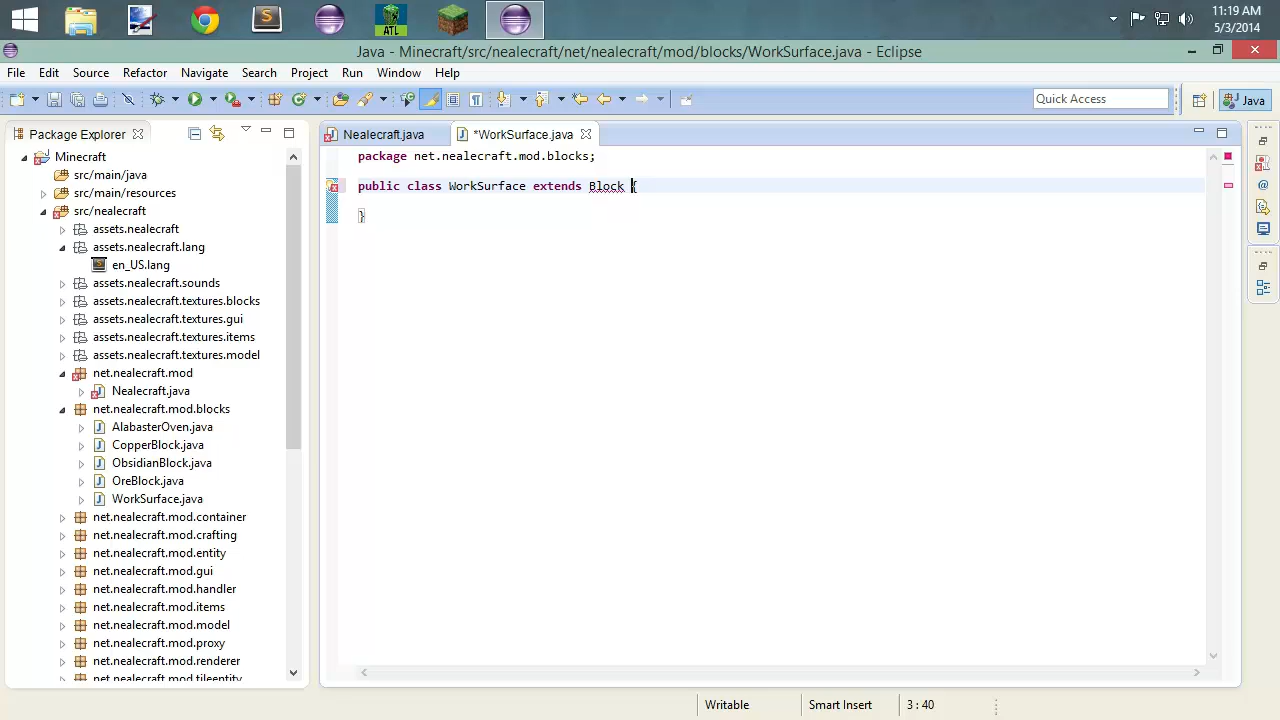 ATL
11:19 AM
5/3/2014
Java - Minecraft/src/nealecraft/net/nealecraft/mod/blocks/WorkSurface.java - Eclipse
File Edit Source Refactor Navigate Search Project Run Window Help
Quick Access
Java
Package Explorer
Nealecraft.java
*WorkSurface.java
Minecraft
src/main/java
src/main/resources
src/nealecraft
assets.nealecraft
assets.nealecraft.lang
en_US.lang
assets.nealecraft.sounds
assets.nealecraft.textures.blocks
assets.nealecraft.textures.gui
assets.nealecraft.textures.items
assets.nealecraft.textures.model
net.nealecraft.mod
Nealecraft.java
net.nealecraft.mod.blocks
AlabasterOven.java
CopperBlock.java
ObsidianBlock.java
OreBlock.java
WorkSurface.java
net.nealecraft.mod.container
net.nealecraft.mod.crafting
net.nealecraft.mod.entity
net.nealecraft.mod.gui
net.nealecraft.mod.handler
net.nealecraft.mod.items
net.nealecraft.mod.model
net.nealecraft.mod.proxy
net.nealecraft.mod.renderer
net.nealecraft.mod.tileentity
package net.nealecraft.mod.blocks;
public class WorkSurface extends Block {
}
Writable
Smart Insert
3 : 40